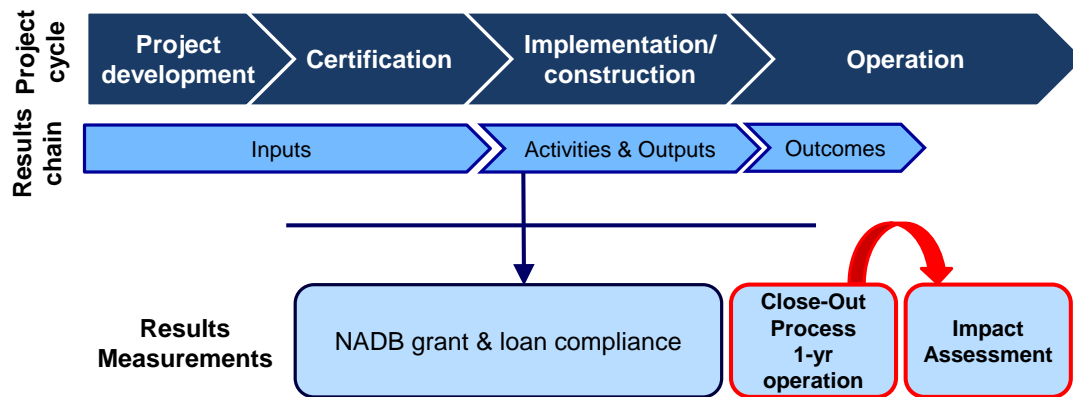 Project
cycle
Project
development
Certification
Implementation/
construction
Operation
Results
chain
Inputs
Activities & Outputs
Outcomes
Results
Measurements
NADB grant & loan compliance
Close-Out
Process
1-yr
operation
Impact
Assessment